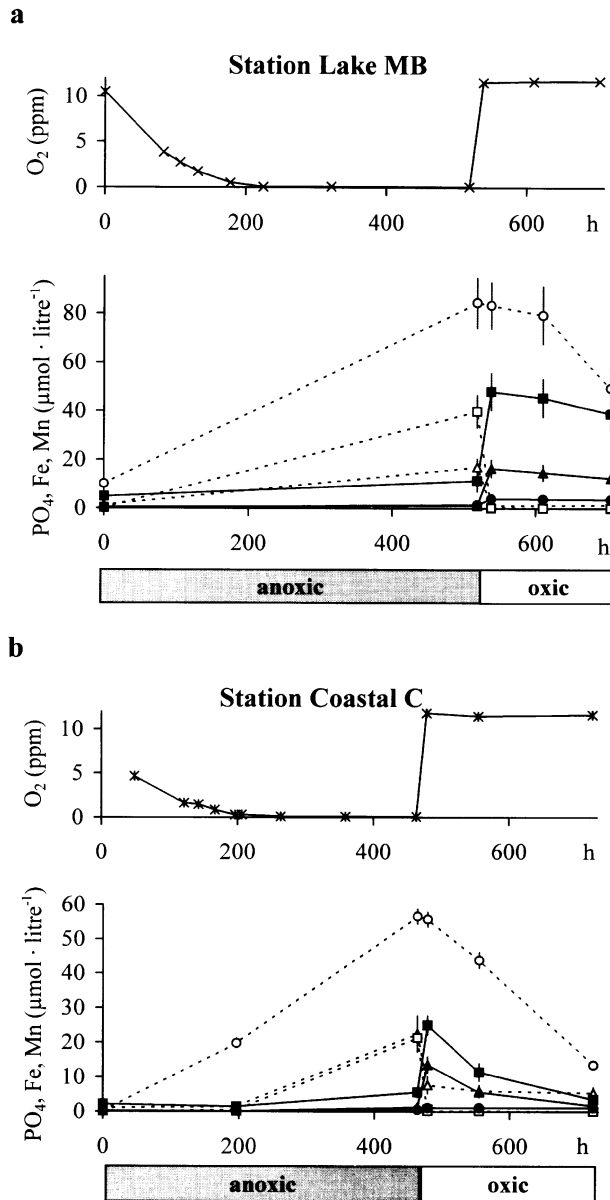 a
Station Lake MB
O₂ (ppm)
10
5
0
0 200 400 600 h
PO₄, Fe, Mn (μmol · litre⁻¹)
80
60
40
20
0
0 200 400 600 h
anoxic oxic
b
Station Coastal C
O₂ (ppm)
10
5
0
0 200 400 600 h
PO₄, Fe, Mn (μmol · litre⁻¹)
60
50
40
30
20
10
0
0 200 400 600 h
anoxic oxic